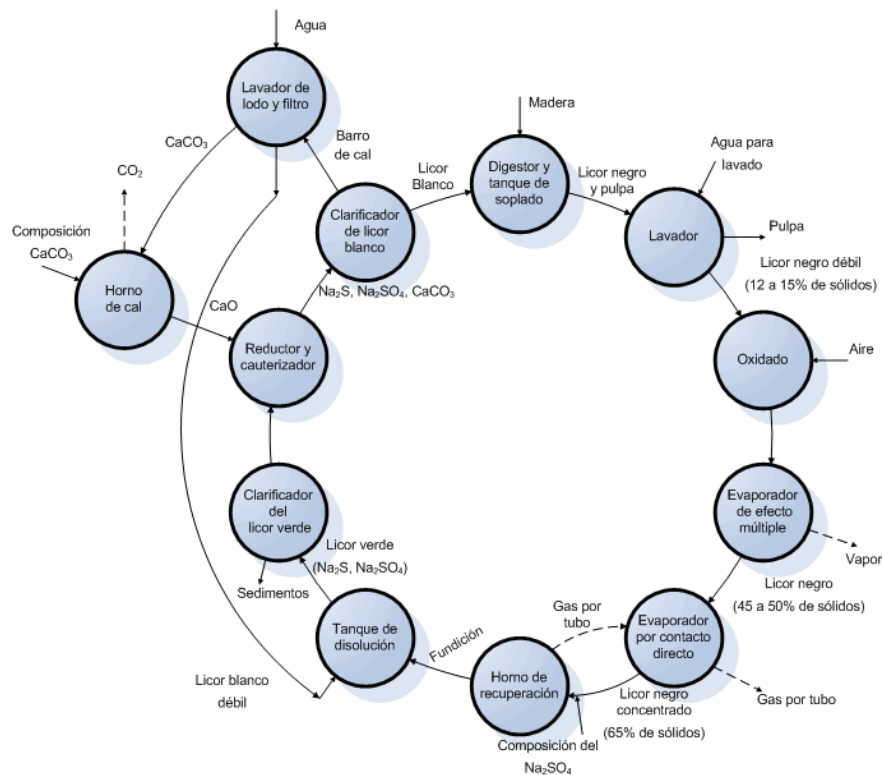 Agua
Lavador de
lodo y filtro
CaCO₃
Barro
de cal
CO₂
Composición
CaCO₃
Horno
de cal
CaO
Clarificador
de licor
blanco
Licor
Blanco
Madera
Digestor y
tanque de
soplado
Licor negro
y pulpa
Agua para
lavado
Lavador
Pulpa
Licor negro débil
(12 a 15% de sólidos)
Na₂S, Na₂SO₄, CaCO₃
Reductor y
cauterizador
Oxidado
Aire
Clarificador
del
licor verde
Sedimentos
Licor verde
(Na₂S, Na₂SO₄)
Evaporador
de efecto
múltiple
Vapor
Licor negro
(45 a 50% de sólidos)
Tanque de
disolución
Licor blanco
débil
Fundición
Gas por
tubo
Evaporador
por contacto
directo
Gas por tubo
Horno de
recuperación
Licor negro
concentrado
(65% de sólidos)
Composición del
Na₂SO₄